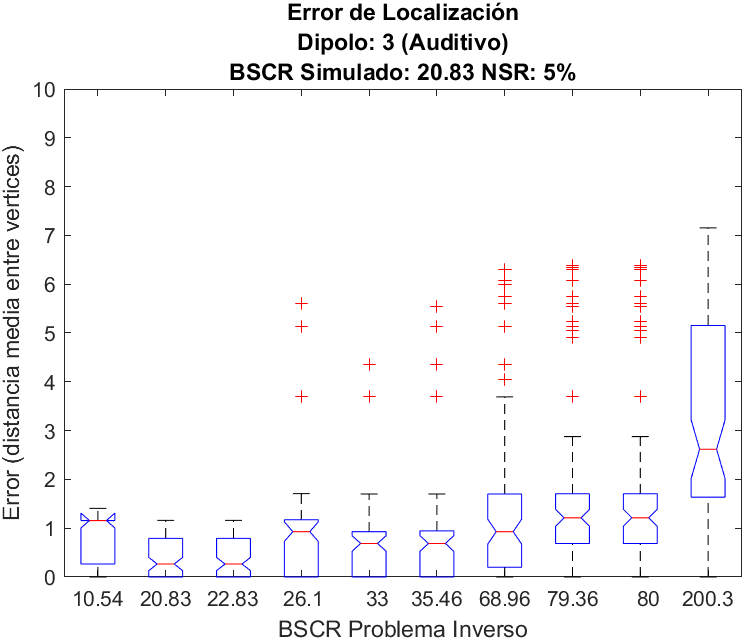 Error de Localización
Dipolo: 3 (Auditivo)
BSCR Simulado: 20.83 NSR: 5%
Error (distancia media entre vertices)
10
9
8
7
6
5
4
3
2
1
0
10.54 20.83 22.83 26.1 33 35.46 68.96 79.36 80 200.3
BSCR Problema Inverso